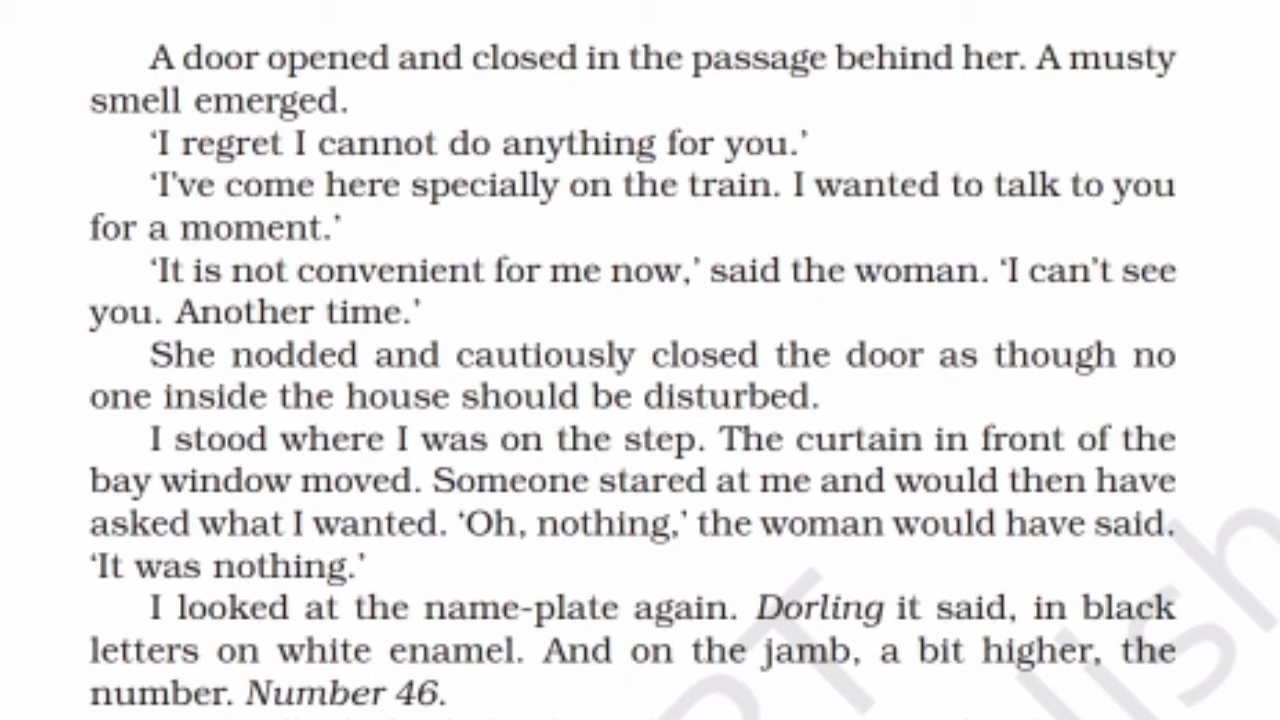 A door opened and closed in the passage behind her. A musty
smell emerged.
‘I regret I cannot do anything for you.’
‘I've come here specially on the train. I wanted to talk to you
for a moment.’
‘It is not convenient for me now,’ said the woman. ‘I can't see
you. Another time.’
She nodded and cautiously closed the door as though no
one inside the house should be disturbed.
I stood where I was on the step. The curtain in front of the
bay window moved. Someone stared at me and would then have
asked what I wanted. ‘Oh, nothing,’ the woman would have said.
‘It was nothing.’
I looked at the name-plate again. Dorling it said, in black
letters on white enamel. And on the jamb, a bit higher, the
number. Number 46.